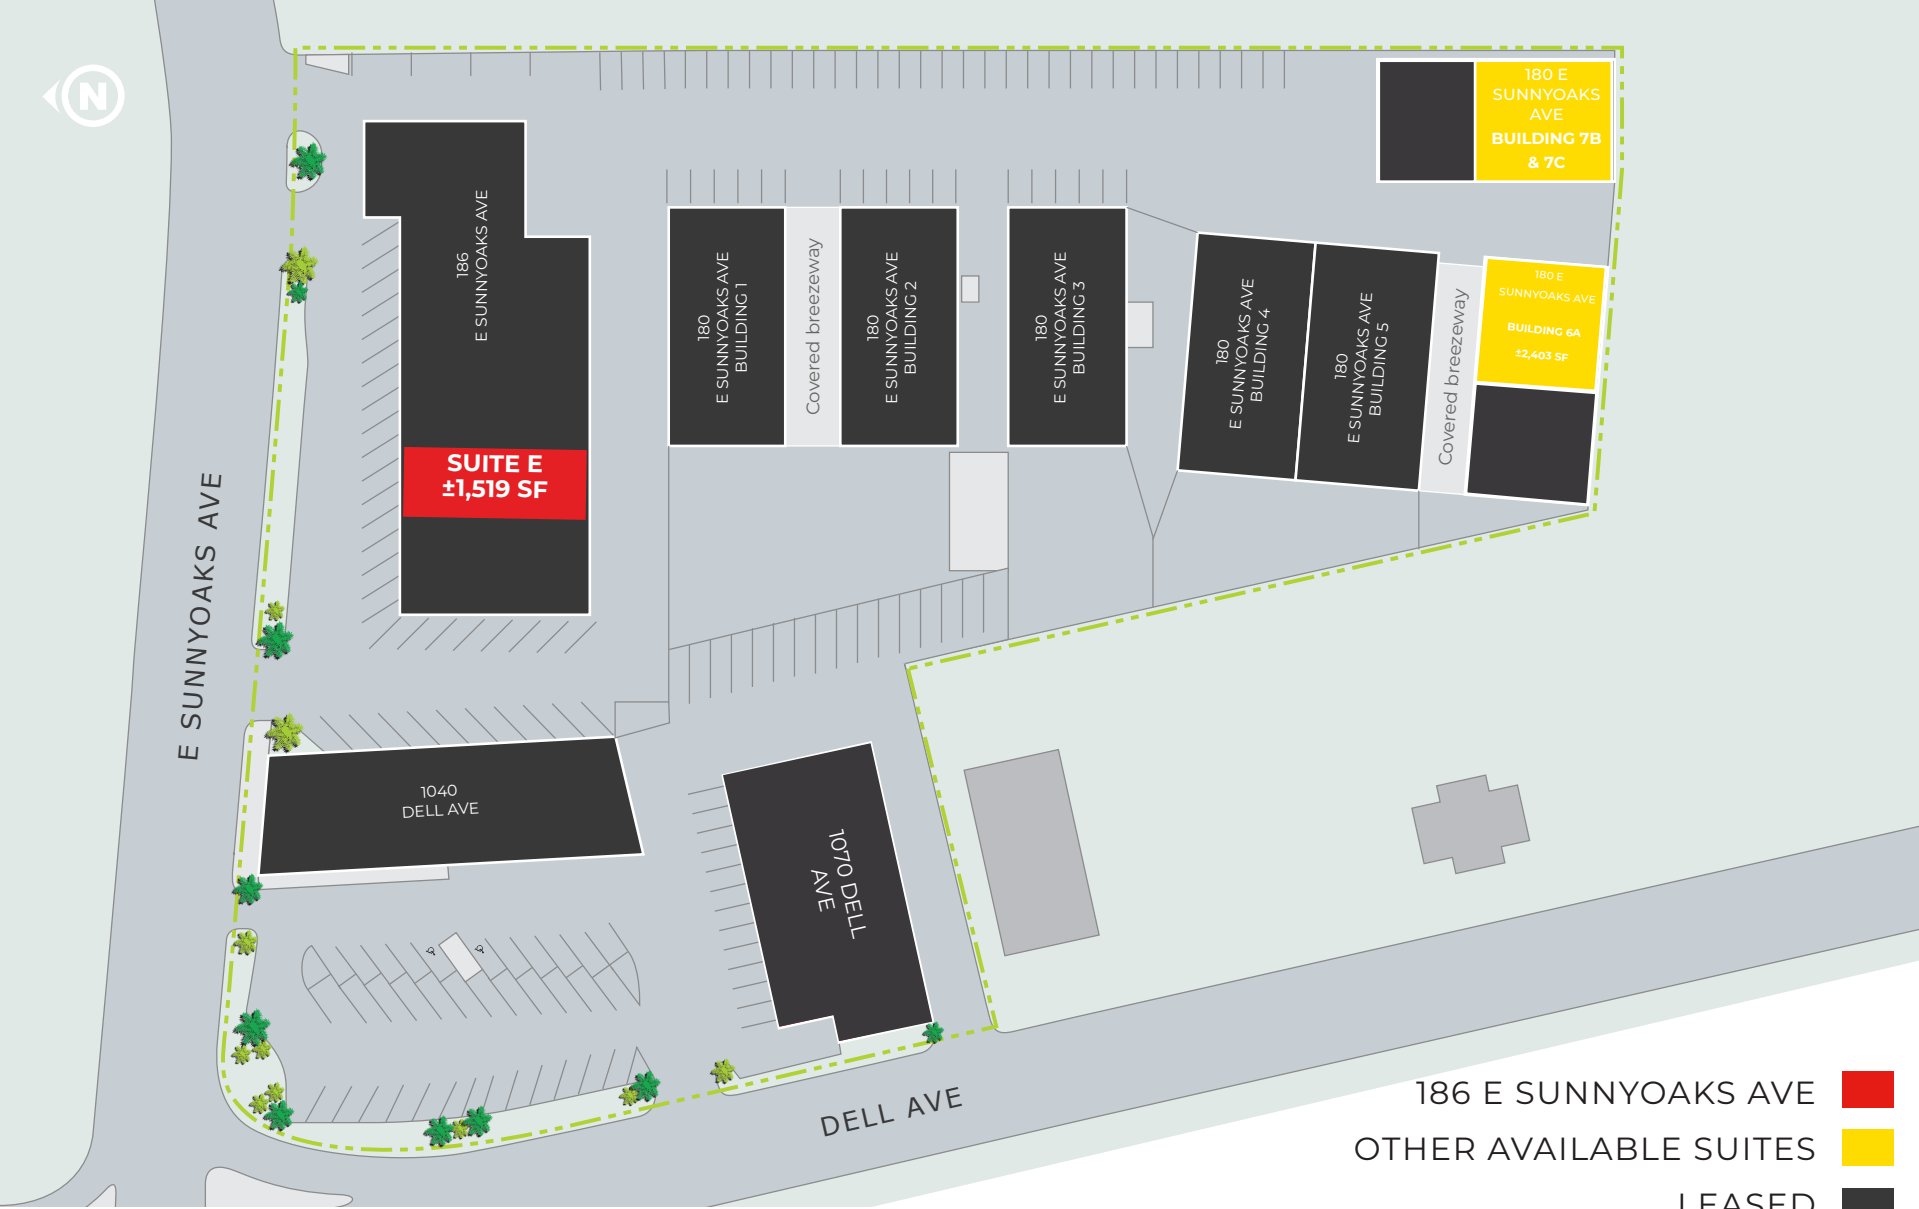 N
180 E
SUNNYOAKS
AVE
BUILDING 7B
& 7C
186
E SUNNYOAKS AVE
SUITE E
±1,519 SF
180
E SUNNYOAKS AVE
BUILDING 1
Covered breezeway
180
E SUNNYOAKS AVE
BUILDING 2
180
E SUNNYOAKS AVE
BUILDING 3
180
E SUNNYOAKS AVE
BUILDING 4
180
E SUNNYOAKS AVE
BUILDING 5
Covered breezeway
180 E
SUNNYOAKS AVE
BUILDING 6A
±2,403 SF
E SUNNYOAKS AVE
1040
DELL AVE
1070 DELL
AVE
DELL AVE
186 E SUNNYOAKS AVE
OTHER AVAILABLE SUITES
LEASED